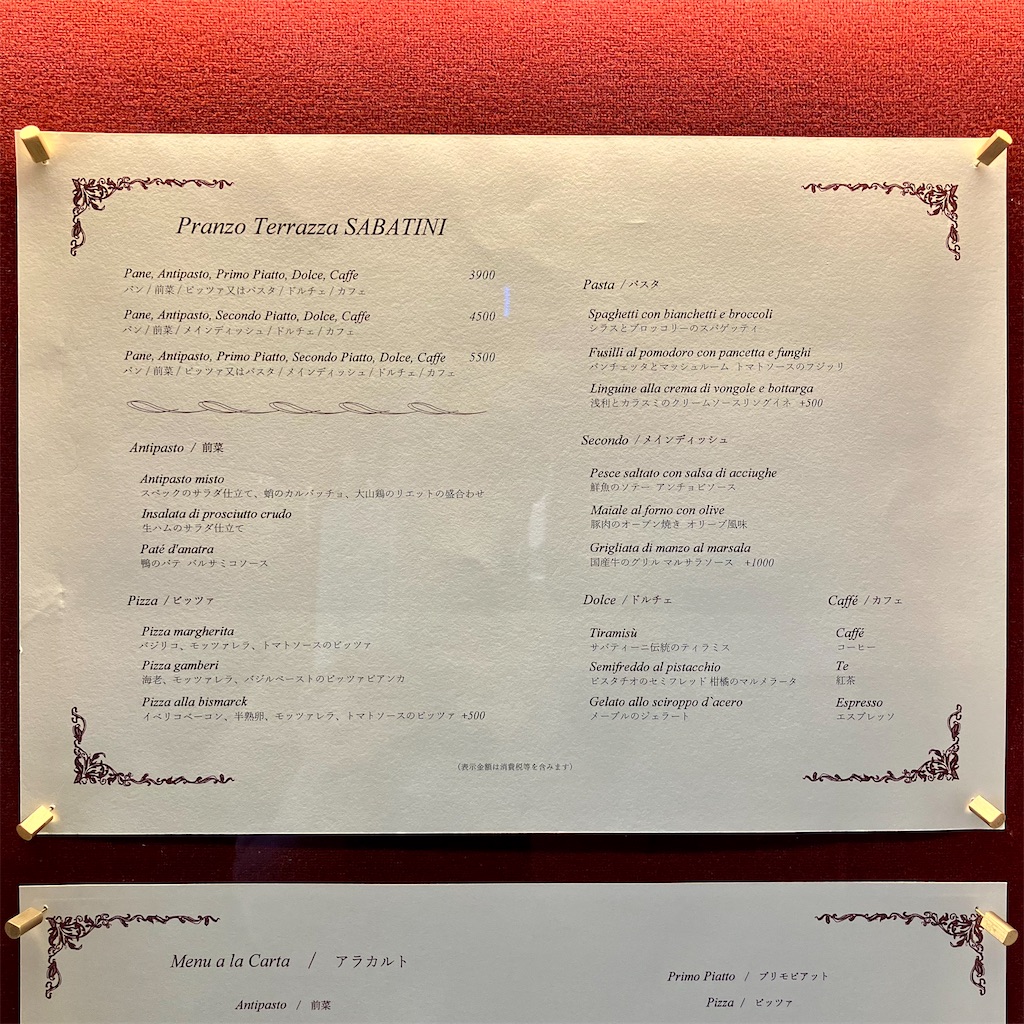 Pranzo Terrazza SABATINI
Pane, Antipasto, Primo Piatto, Dolce, Caffe 3900
パン / 前菜 / ピッツァ又はパスタ / ドルチェ / カフェ
Pane, Antipasto, Secondo Piatto, Dolce, Caffe 4500
パン / 前菜 / メインディッシュ / ドルチェ / カフェ
Pane, Antipasto, Primo Piatto, Secondo Piatto, Dolce, Caffe 5500
パン / 前菜 / ピッツァ又はパスタ / メインディッシュ / ドルチェ / カフェ
Antipasto / 前菜
Antipasto misto
スペックのサラダ仕立て、蛸のカルパッチョ、大山鶏のリエットの盛合わせ
Insalata di prosciutto crudo
生ハムのサラダ仕立て
Paté d'anatra
鴨のパテ バルサミコソース
Pizza / ピッツァ
Pizza margherita
バジリコ、モッツァレラ、トマトソースのピッツァ
Pizza gamberi
海老、モッツァレラ、バジルペーストのピッツァビアンカ
Pizza alla bismarck
イベリコベーコン、半熟卵、モッツァレラ、トマトソースのピッツァ +500
Pasta / パスタ
Spaghetti con bianchetti e broccoli
シラスとブロッコリーのスパゲッティ
Fusilli al pomodoro con pancetta e funghi
パンチェッタとマッシュルーム トマトソースのフジッリ
Linguine alla crema di vongole e bottarga
浅利とカラスミのクリームソースリングイネ +500
Secondo / メインディッシュ
Pesce saltato con salsa di acciughe
鮮魚のソテー アンチョビソース
Maiale al forno con olive
豚肉のオーブン焼き オリーブ風味
Grigliata di manzo al marsala
国産牛のグリル マルサラソース +1000
Dolce / ドルチェ
Tiramisù
サバティーニ伝統のティラミス
Semifreddo al pistacchio
ピスタチオのセミフレッド 柑橘のマルメラータ
Gelato allo sciroppo d`acero
メープルのジェラート
Caffé / カフェ
Caffé
コーヒー
Te
紅茶
Espresso
エスプレッソ
(表示金額は消費税等を含みます)
Menu a la Carta / アラカルト
Antipasto / 前菜
Primo Piatto / プリモピアット
Pizza / ピッツァ